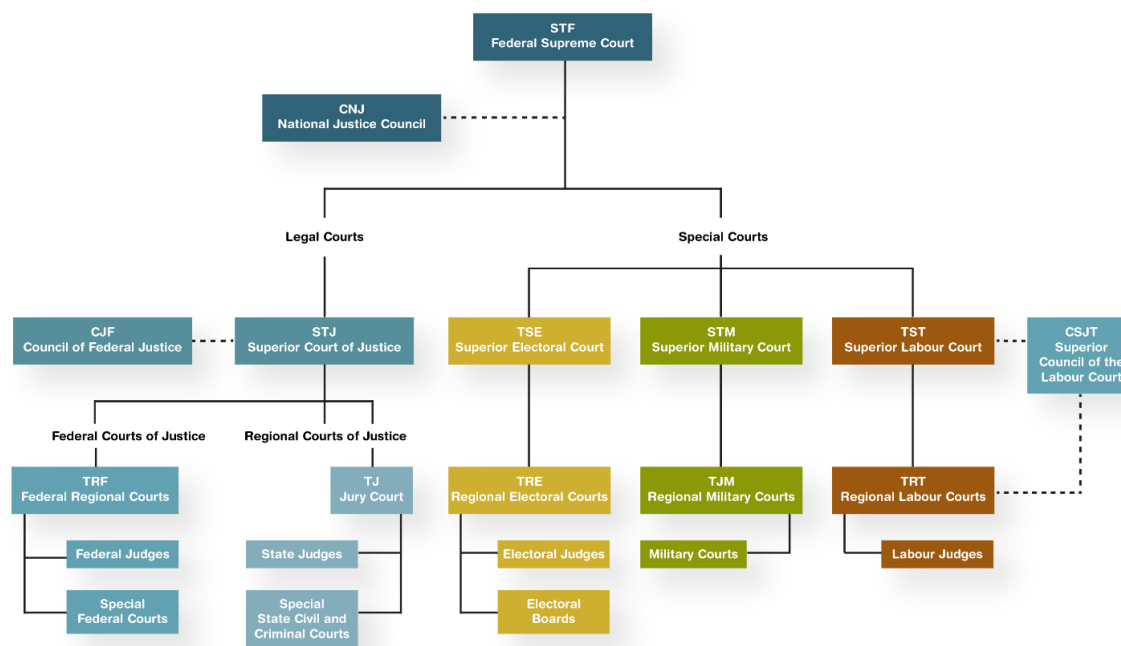 STF
Federal Supreme Court
CNJ
National Justice Council
Legal Courts
Special Courts
CJF
Council of Federal Justice
STJ
Superior Court of Justice
TSE
Superior Electoral Court
STM
Superior Military Court
TST
Superior Labour Court
CSJT
Superior
Council of the
Labour Court
Federal Courts of Justice
Regional Courts of Justice
TRF
Federal Regional Courts
TJ
Jury Court
TRE
Regional Electoral Courts
TJM
Regional Military Courts
TRT
Regional Labour Courts
Federal Judges
State Judges
Electoral Judges
Military Courts
Labour Judges
Special
Federal Courts
Special
State Civil and
Criminal Courts
Electoral
Boards